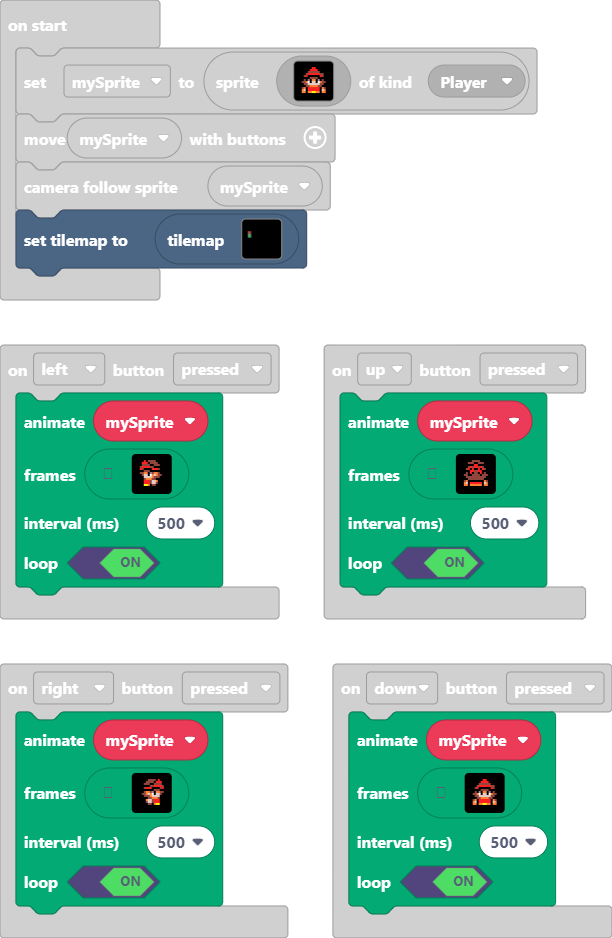 on start
set mySprite to sprite of kind Player
move mySprite with buttons
camera follow sprite mySprite
set tilemap to tilemap
on left button pressed
animate mySprite
frames
interval (ms) 500
loop ON
on up button pressed
animate mySprite
frames
interval (ms) 500
loop ON
on right button pressed
animate mySprite
frames
interval (ms) 500
loop ON
on down button pressed
animate mySprite
frames
interval (ms) 500
loop ON